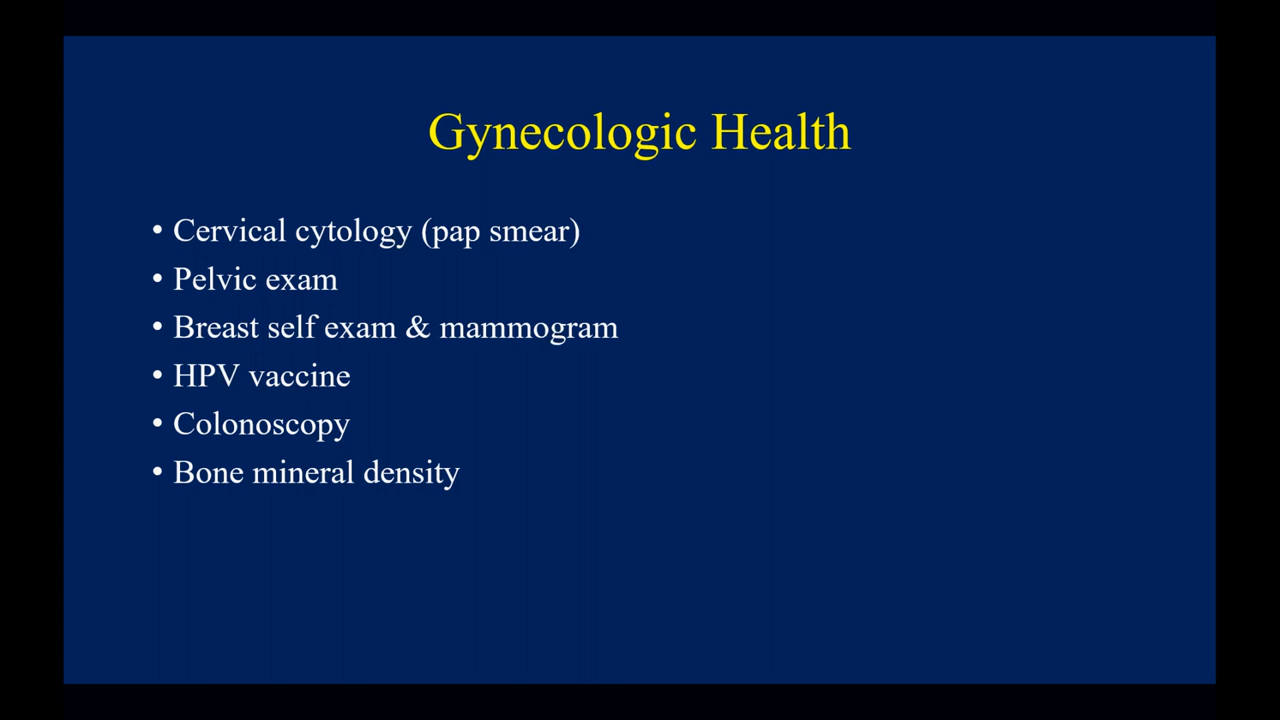 Gynecologic Health
• Cervical cytology (pap smear)
• Pelvic exam
• Breast self exam & mammogram
• HPV vaccine
• Colonoscopy
• Bone mineral density